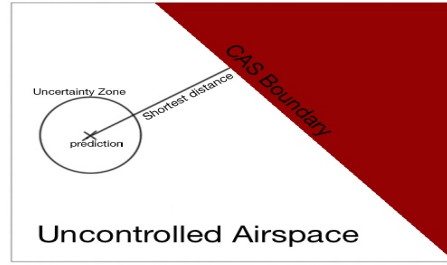 CAS Boundary
Uncertainty Zone
Shortest distance
prediction
Uncontrolled Airspace